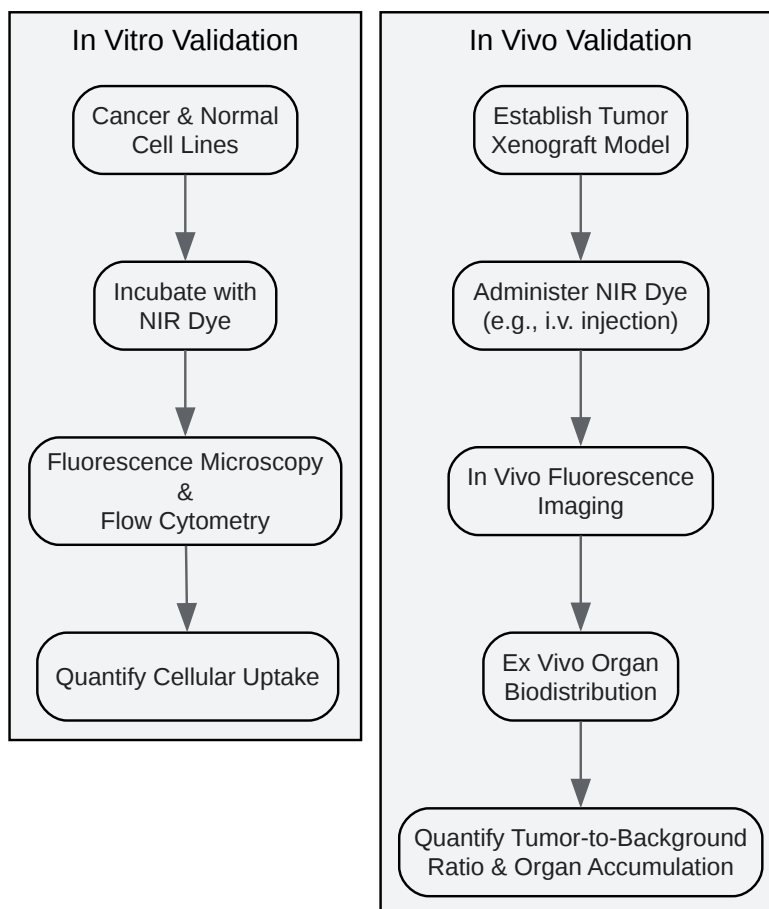 In Vitro Validation
Cancer & Normal
Cell Lines
Incubate with
NIR Dye
Fluorescence Microscopy
&
Flow Cytometry
Quantify Cellular Uptake
In Vivo Validation
Establish Tumor
Xenograft Model
Administer NIR Dye
(e.g., i.v. injection)
In Vivo Fluorescence
Imaging
Ex Vivo Organ
Biodistribution
Quantify Tumor-to-Background
Ratio & Organ Accumulation